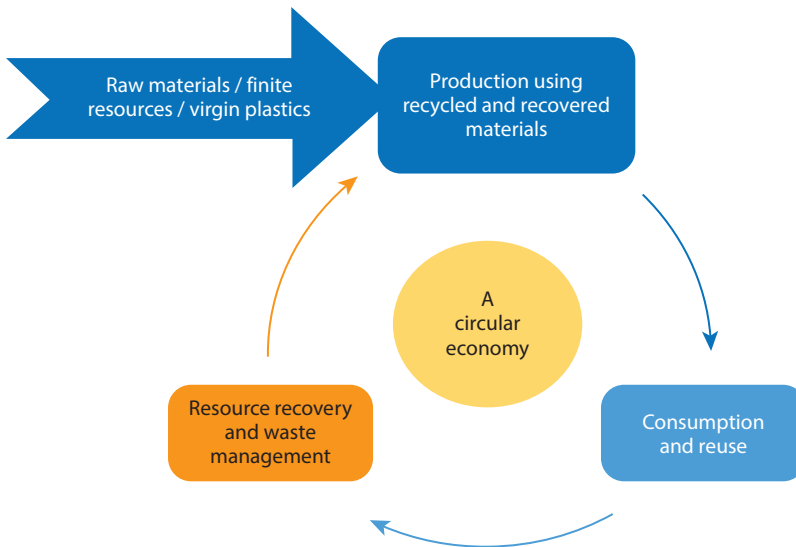 Raw materials / finite
resources / virgin plastics
Production using
recycled and recovered
materials
A
circular
economy
Resource recovery
and waste
management
Consumption
and reuse